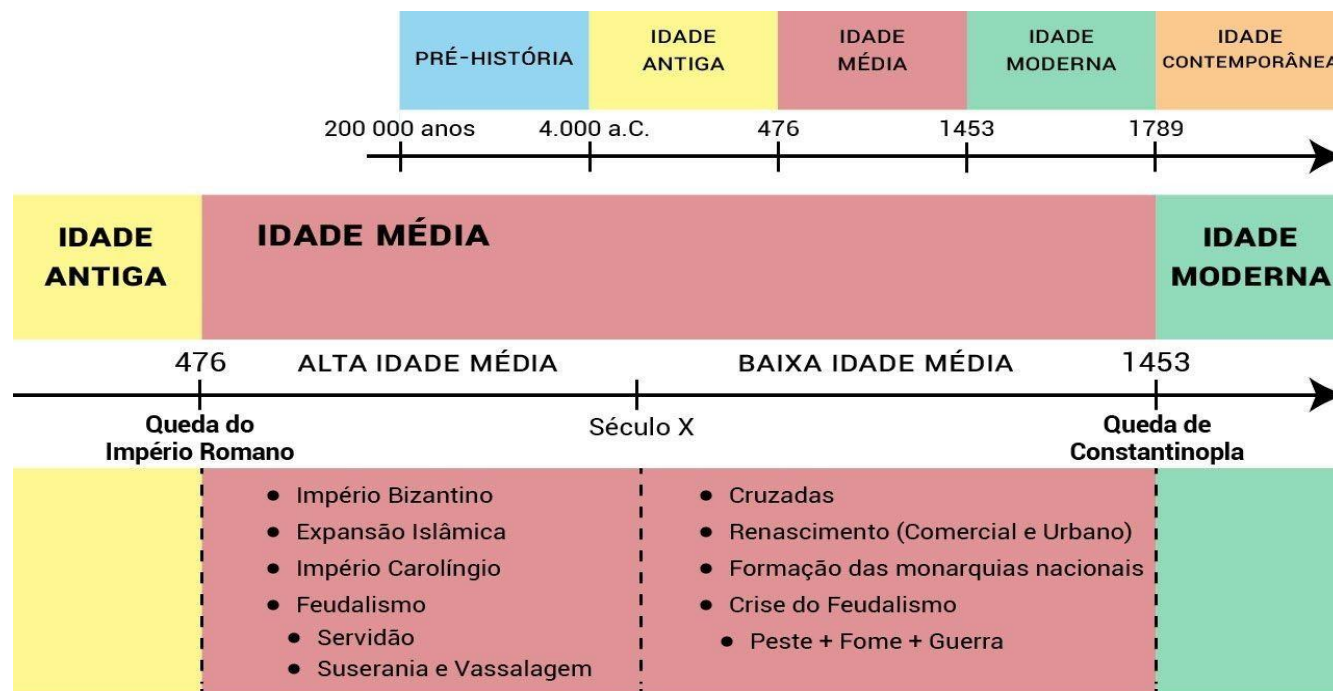 PRÉ-HISTÓRIA
IDADE
ANTIGA
IDADE
MÉDIA
IDADE
MODERNA
IDADE
CONTEMPORÂNEA
200 000 anos
4.000 a.C.
476
1453
1789
IDADE
ANTIGA
IDADE MÉDIA
IDADE
MODERNA
476
ALTA IDADE MÉDIA
BAIXA IDADE MÉDIA
1453
Queda do
Império Romano
Século X
Queda de
Constantinopla
• Império Bizantino
• Expansão Islâmica
• Império Carolíngio
• Feudalismo
• Servidão
• Suserania e Vassalagem
• Cruzadas
• Renascimento (Comercial e Urbano)
• Formação das monarquias nacionais
• Crise do Feudalismo
• Peste + Fome + Guerra